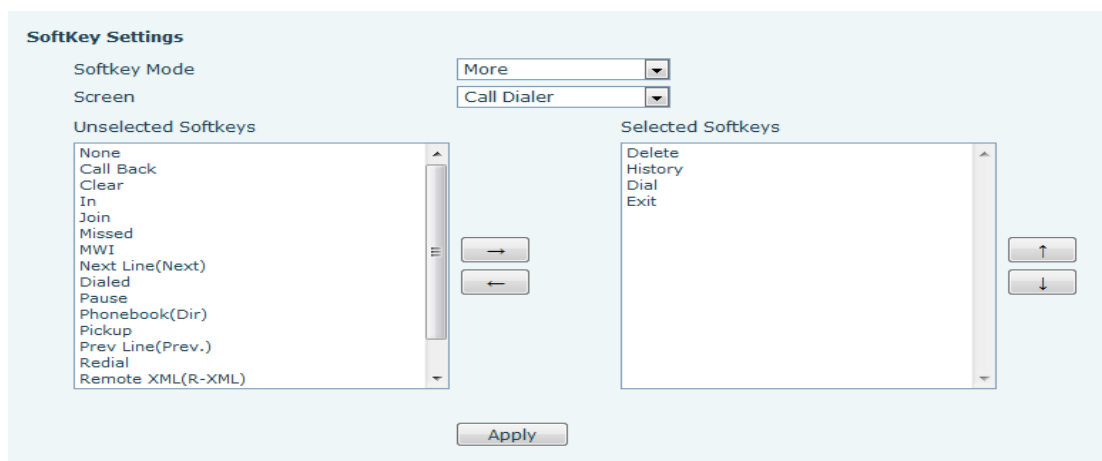 SoftKey Settings
Softkey Mode More
Screen Call Dialer
Unselected Softkeys Selected Softkeys
None
Call Back
Clear
In
Join
Missed
MWI
Next Line(Next)
Dialed
Pause
Phonebook(Dir)
Pickup
Prev Line(Prev.)
Redial
Remote XML(R-XML)
→
←
Delete
History
Dial
Exit
↑
↓
Apply